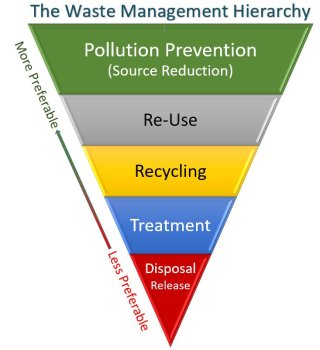 The Waste Management Hierarchy
Pollution Prevention
(Source Reduction)
More Preferable
Re-Use
Recycling
Treatment
Disposal
Release
Less Preferable